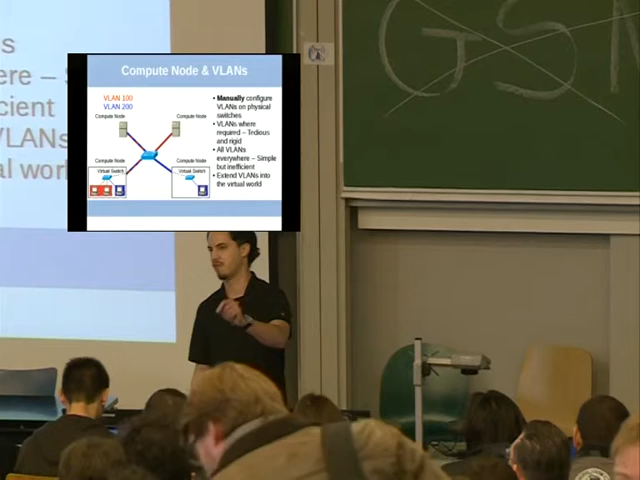 s
ere – S
cient
VLANs
al worl
GSM
Compute Node & VLANs
VLAN 100
VLAN 200
Compute Node
Compute Node
Compute Node
Compute Node
Virtual Switch
Virtual Switch
• Manually configure
VLANs on physical
switches
• VLANs where
required – Tedious
and rigid
• All VLANs
everywhere – Simple
but inefficient
• Extend VLANs into
the virtual world